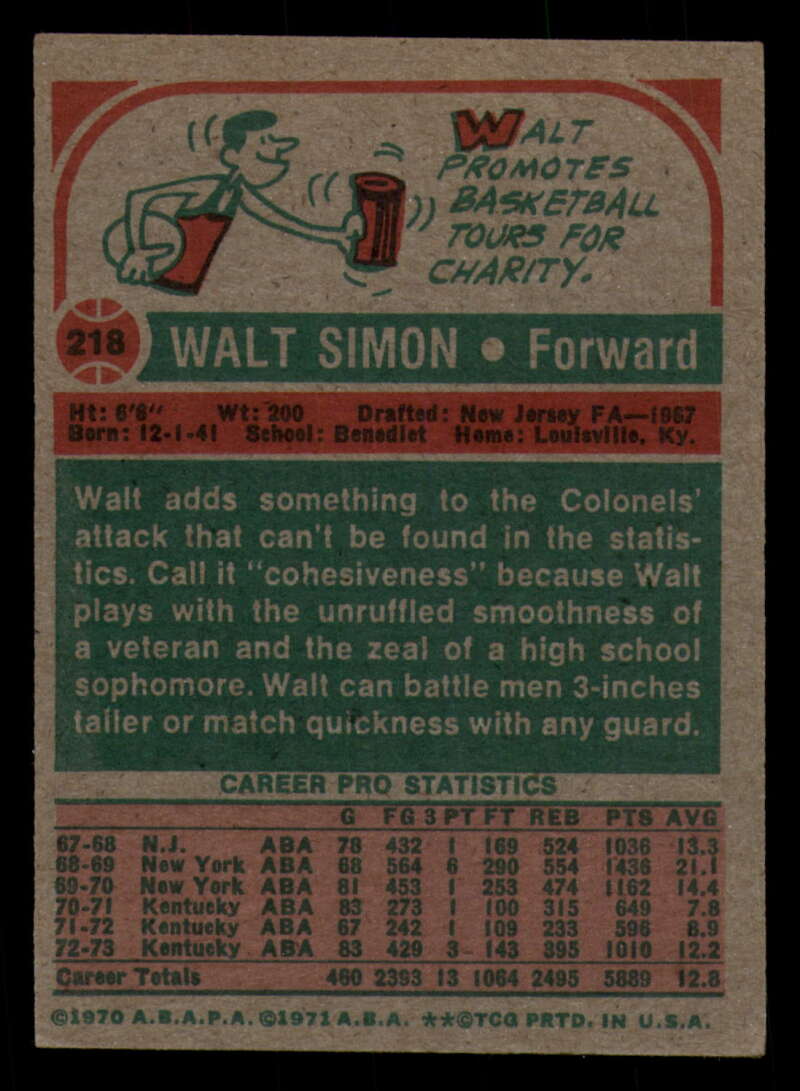 WALT
PROMOTES
BASKETBALL
TOURS FOR
CHARITY.
218 WALT SIMON • Forward
Ht: 6'6" Wt: 200 Drafted: New Jersey FA—1967
Born: 12-1-41 School: Benedict Home: Louisville, Ky.
Walt adds something to the Colonels'
attack that can't be found in the statis-
tics. Call it "cohesiveness" because Walt
plays with the unruffled smoothness of
a veteran and the zeal of a high school
sophomore. Walt can battle men 3-inches
taller or match quickness with any guard.
CAREER PRO STATISTICS
G FG 3 PT FT REB PTS AVG
67-68 N.J. ABA 78 432 1 169 524 1036 13.3
68-69 New York ABA 68 564 6 290 554 1436 21.1
69-70 New York ABA 81 453 1 253 474 1162 14.4
70-71 Kentucky ABA 83 273 1 100 315 649 7.8
71-72 Kentucky ABA 67 242 1 109 233 596 8.9
72-73 Kentucky ABA 83 429 3 143 395 1010 12.2
Career Totals 460 2393 13 1064 2495 5889 12.8
©1970 A.B.A.P.A. ©1971 A.B.A. **©TCG PRTD. IN U.S.A.